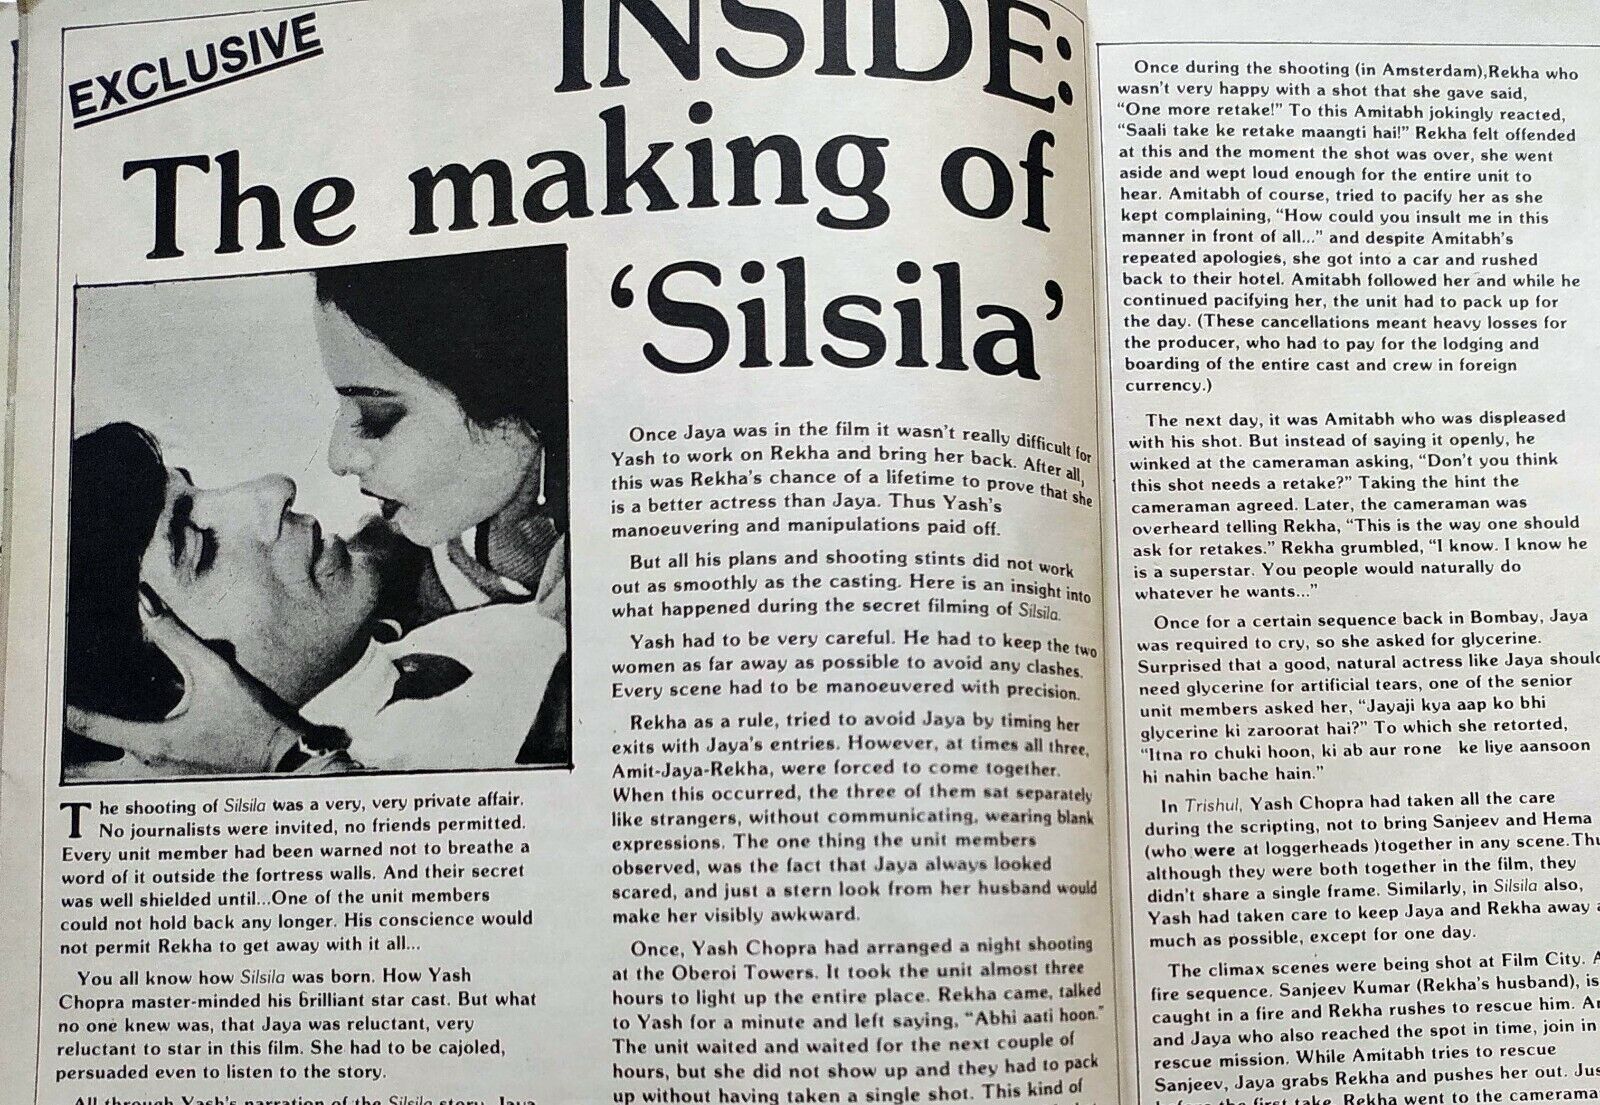 EXCLUSIVE
INSIDE:
The making of
‘Silsila’
The shooting of Silsila was a very, very private affair.
No journalists were invited, no friends permitted.
Every unit member had been warned not to breathe a
word of it outside the fortress walls. And their secret
was well shielded until...One of the unit members
could not hold back any longer. His conscience would
not permit Rekha to get away with it all...
You all know how Silsila was born. How Yash
Chopra master-minded his brilliant star cast. But what
no one knew was, that Jaya was reluctant, very
reluctant to star in this film. She had to be cajoled,
persuaded even to listen to the story.
All through Yash's narration of the Silsila story, Jaya
Once Jaya was in the film it wasn't really difficult for
Yash to work on Rekha and bring her back. After all,
this was Rekha's chance of a lifetime to prove that she
is a better actress than Jaya. Thus Yash's
manoeuvering and manipulations paid off.
But all his plans and shooting stints did not work
out as smoothly as the casting. Here is an insight into
what happened during the secret filming of Silsila.
Yash had to be very careful. He had to keep the two
women as far away as possible to avoid any clashes.
Every scene had to be manoeuvered with precision.
Rekha as a rule, tried to avoid Jaya by timing her
exits with Jaya's entries. However, at times all three,
Amit-Jaya-Rekha, were forced to come together.
When this occurred, the three of them sat separately
like strangers, without communicating, wearing blank
expressions. The one thing the unit members
observed, was the fact that Jaya always looked
scared, and just a stern look from her husband would
make her visibly awkward.
Once, Yash Chopra had arranged a night shooting
at the Oberoi Towers. It took the unit almost three
hours to light up the entire place. Rekha came, talked
to Yash for a minute and left saying, “Abhi aati hoon.”
The unit waited and waited for the next couple of
hours, but she did not show up and they had to pack
up without having taken a single shot. This kind of
Once during the shooting (in Amsterdam),Rekha who
wasn't very happy with a shot that she gave said,
“One more retake!” To this Amitabh jokingly reacted,
“Saali take ke retake maangti hai!” Rekha felt offended
at this and the moment the shot was over, she went
aside and wept loud enough for the entire unit to
hear. Amitabh of course, tried to pacify her as she
kept complaining, “How could you insult me in this
manner in front of all...” and despite Amitabh's
repeated apologies, she got into a car and rushed
back to their hotel. Amitabh followed her and while he
continued pacifying her, the unit had to pack up for
the day. (These cancellations meant heavy losses for
the producer, who had to pay for the lodging and
boarding of the entire cast and crew in foreign
currency.)
The next day, it was Amitabh who was displeased
with his shot. But instead of saying it openly, he
winked at the cameraman asking, “Don't you think
this shot needs a retake?” Taking the hint the
cameraman agreed. Later, the cameraman was
overheard telling Rekha, “This is the way one should
ask for retakes.” Rekha grumbled, “I know. I know he
is a superstar. You people would naturally do
whatever he wants...”
Once for a certain sequence back in Bombay, Jaya
was required to cry, so she asked for glycerine.
Surprised that a good, natural actress like Jaya should
need glycerine for artificial tears, one of the senior
unit members asked her, “Jayaji kya aap ko bhi
glycerine ki zaroorat hai?” To which she retorted,
“Itna ro chuki hoon, ki ab aur rone ke liye aansoon
hi nahin bache hain.”
In Trishul, Yash Chopra had taken all the care
during the scripting, not to bring Sanjeev and Hema
(who were at loggerheads )together in any scene. Thu
although they were both together in the film, they
didn't share a single frame. Similarly, in Silsila also,
Yash had taken care to keep Jaya and Rekha away a
much as possible, except for one day.
The climax scenes were being shot at Film City. A
fire sequence. Sanjeev Kumar (Rekha's husband), is
caught in a fire and Rekha rushes to rescue him. Am
and Jaya who also reached the spot in time, join in
rescue mission. While Amitabh tries to rescue
Sanjeev, Jaya grabs Rekha and pushes her out. Jus
before the first take, Rekha went to the camerama